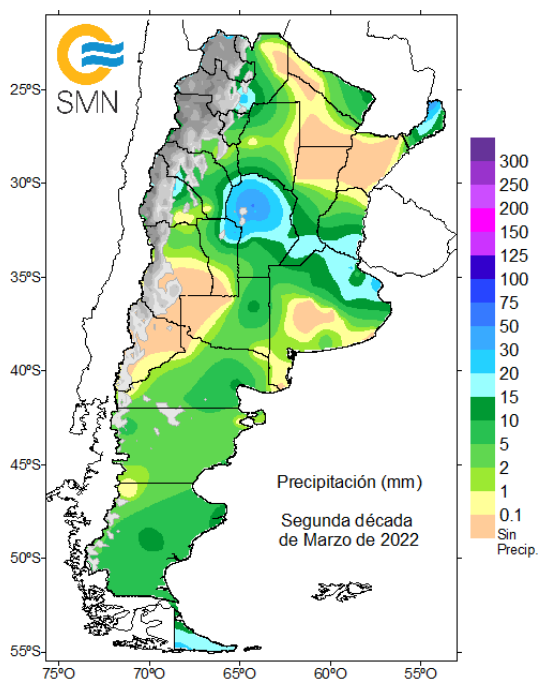 SMN
25ºS
30ºS
35ºS
40ºS
45ºS
50ºS
55ºS
75ºO
70ºO
65ºO
60ºO
55ºO
Precipitación (mm)
Segunda década
de Marzo de 2022
300
250
200
150
125
100
75
50
30
20
15
10
5
2
1
0.1
Sin
Precip.